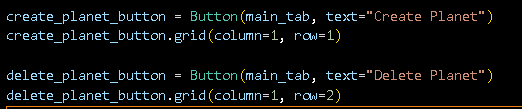 create_planet_button = Button(main_tab, text="Create Planet")
create_planet_button.grid(column=1, row=1)
delete_planet_button = Button(main_tab, text="Delete Planet")
delete_planet_button.grid(column=1, row=2)